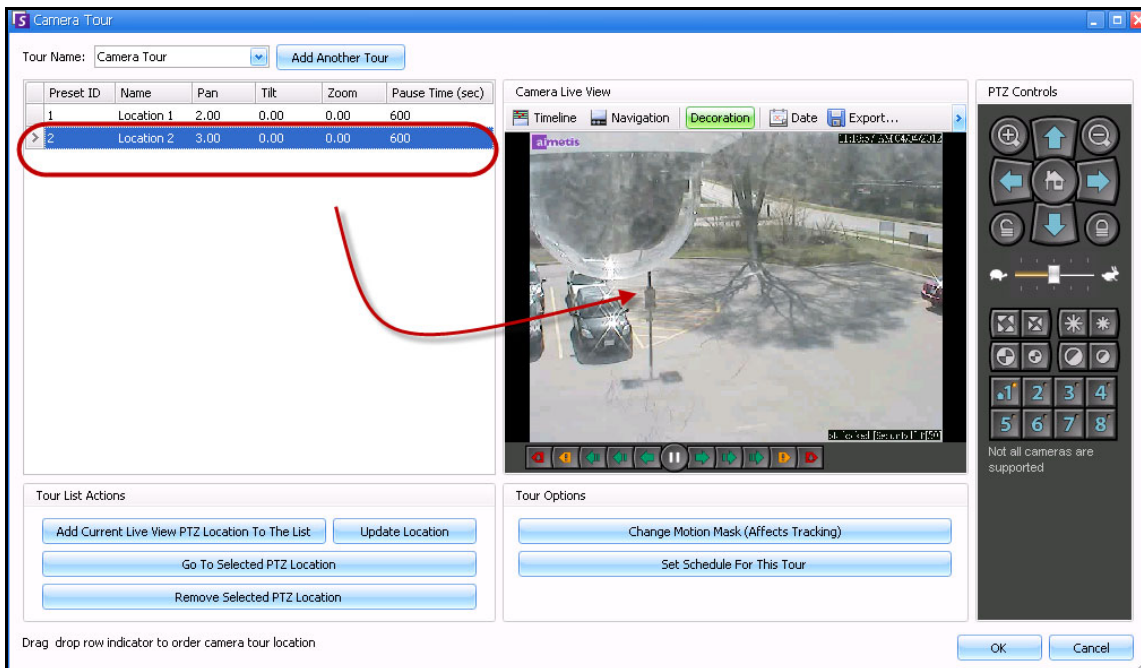 Camera Tour
Tour Name: Camera Tour Add Another Tour
Preset ID Name Pan Tilt Zoom Pause Time (sec)
1 Location 1 2.00 0.00 0.00 600
2 Location 2 3.00 0.00 0.00 600
Camera Live View
Timeline Navigation Decoration Date Export...
aimetis
PTZ Controls
1 2 3 4
5 6 7 8
Not all cameras are
supported
Tour List Actions
Add Current Live View PTZ Location To The List Update Location
Go To Selected PTZ Location
Remove Selected PTZ Location
Tour Options
Change Motion Mask (Affects Tracking)
Set Schedule For This Tour
Drag drop row indicator to order camera tour location
OK Cancel